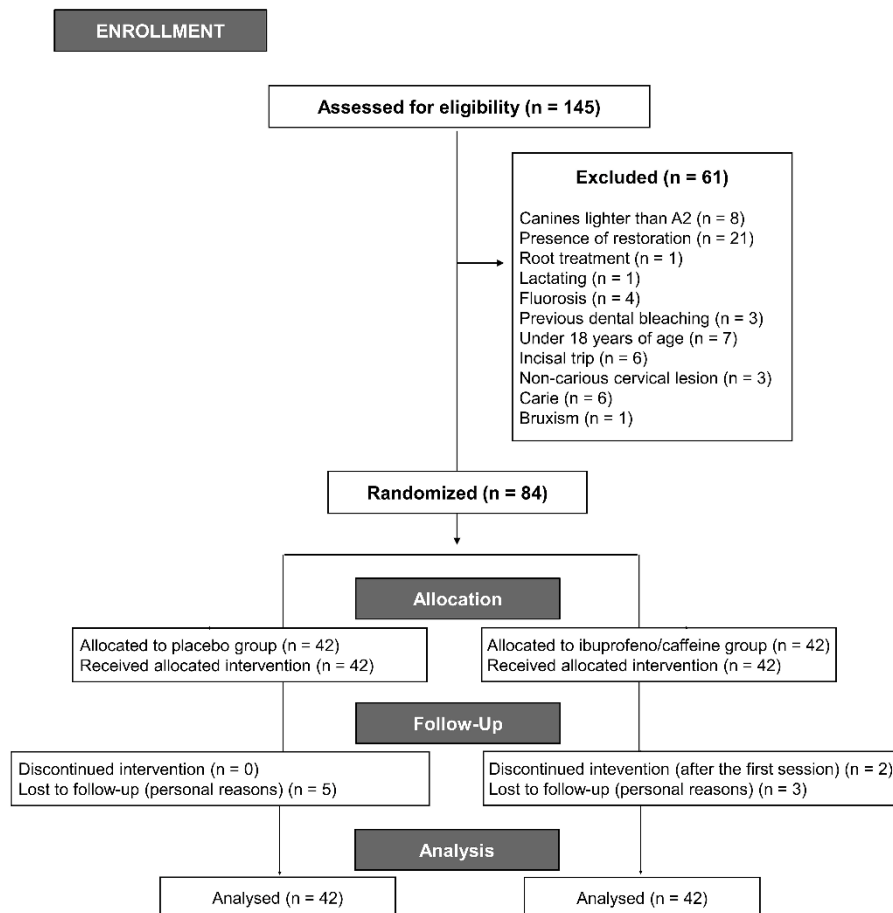 ENROLLMENT
Assessed for eligibility (n = 145)
Excluded (n = 61)
Canines lighter than A2 (n = 8)
Presence of restoration (n = 21)
Root treatment (n = 1)
Lactating (n = 1)
Fluorosis (n = 4)
Previous dental bleaching (n = 3)
Under 18 years of age (n = 7)
Incisal trip (n = 6)
Non-carious cervical lesion (n = 3)
Carie (n = 6)
Bruxism (n = 1)
Randomized (n = 84)
Allocation
Allocated to placebo group (n = 42)
Received allocated intervention (n = 42)
Allocated to ibuprofeno/caffeine group (n = 42)
Received allocated intervention (n = 42)
Follow-Up
Discontinued intervention (n = 0)
Lost to follow-up (personal reasons) (n = 5)
Discontinued intevention (after the first session) (n = 2)
Lost to follow-up (personal reasons) (n = 3)
Analysis
Analysed (n = 42)
Analysed (n = 42)